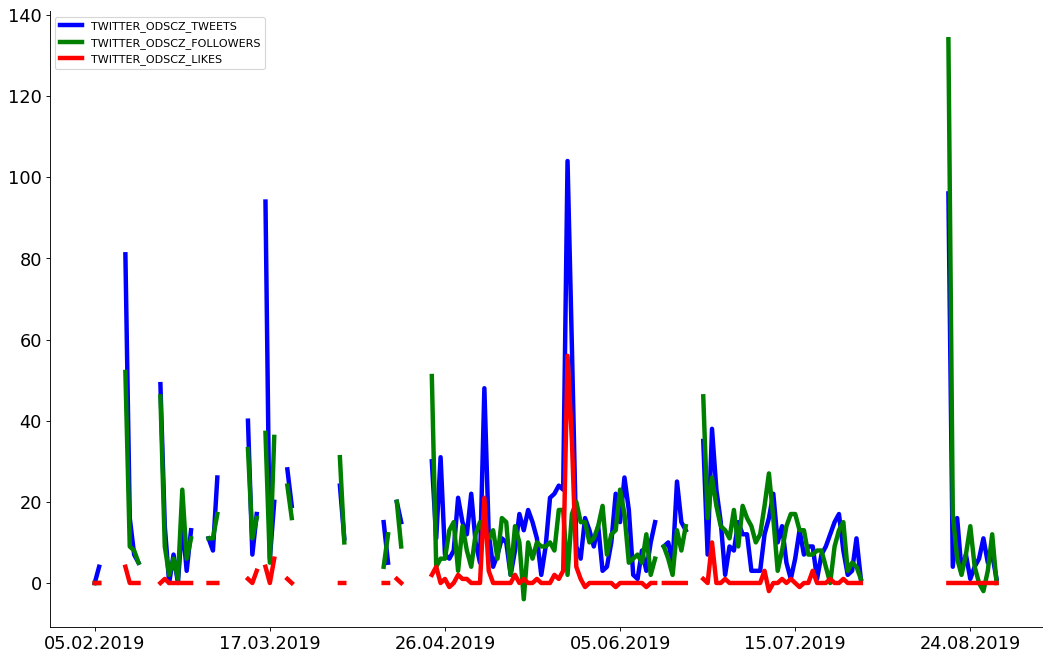 TWITTER_ODSCZ_TWEETS
TWITTER_ODSCZ_FOLLOWERS
TWITTER_ODSCZ_LIKES
140
120
100
80
60
40
20
0
05.02.2019 17.03.2019 26.04.2019 05.06.2019 15.07.2019 24.08.2019